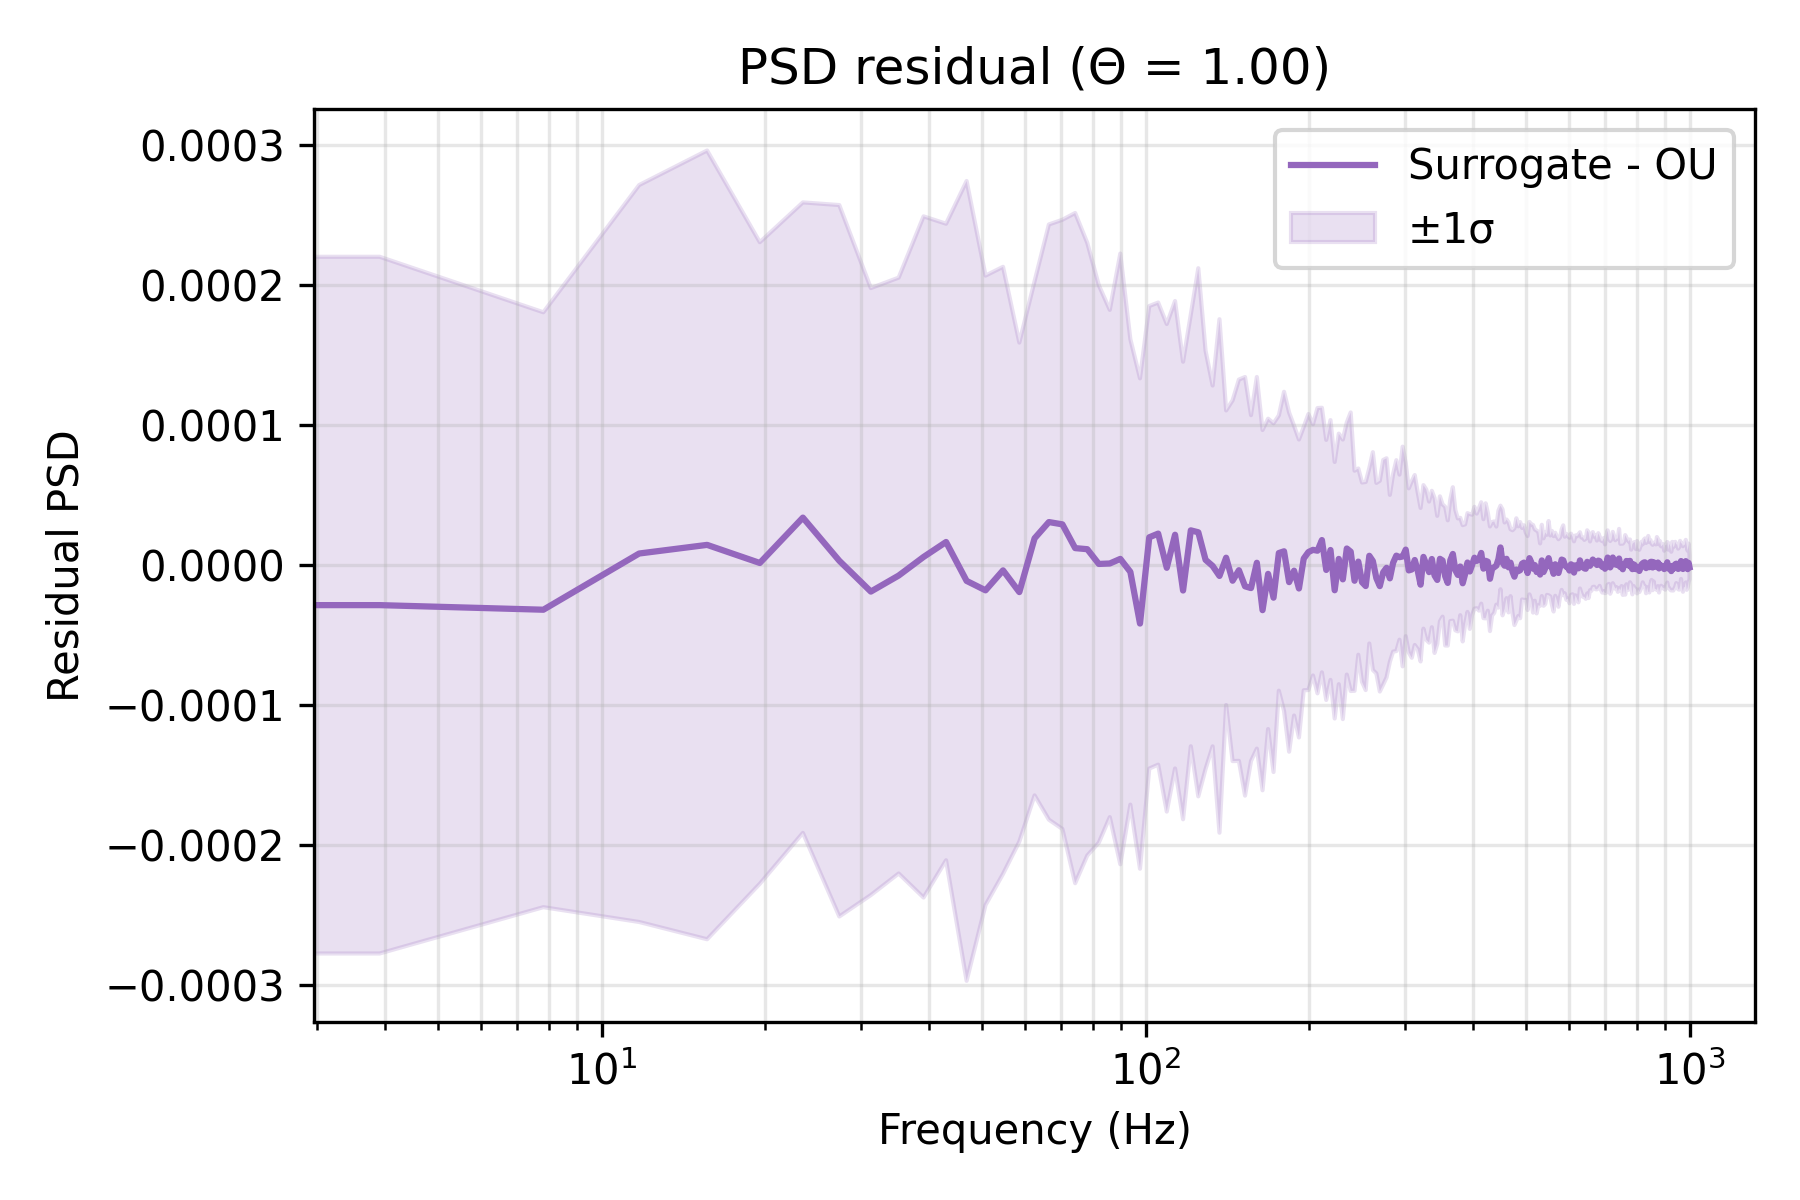 PSD residual (Θ = 1.00)
Surrogate - OU
±1σ
0.0003
0.0002
0.0001
0.0000
−0.0001
−0.0002
−0.0003
Residual PSD
10¹
10²
10³
Frequency (Hz)